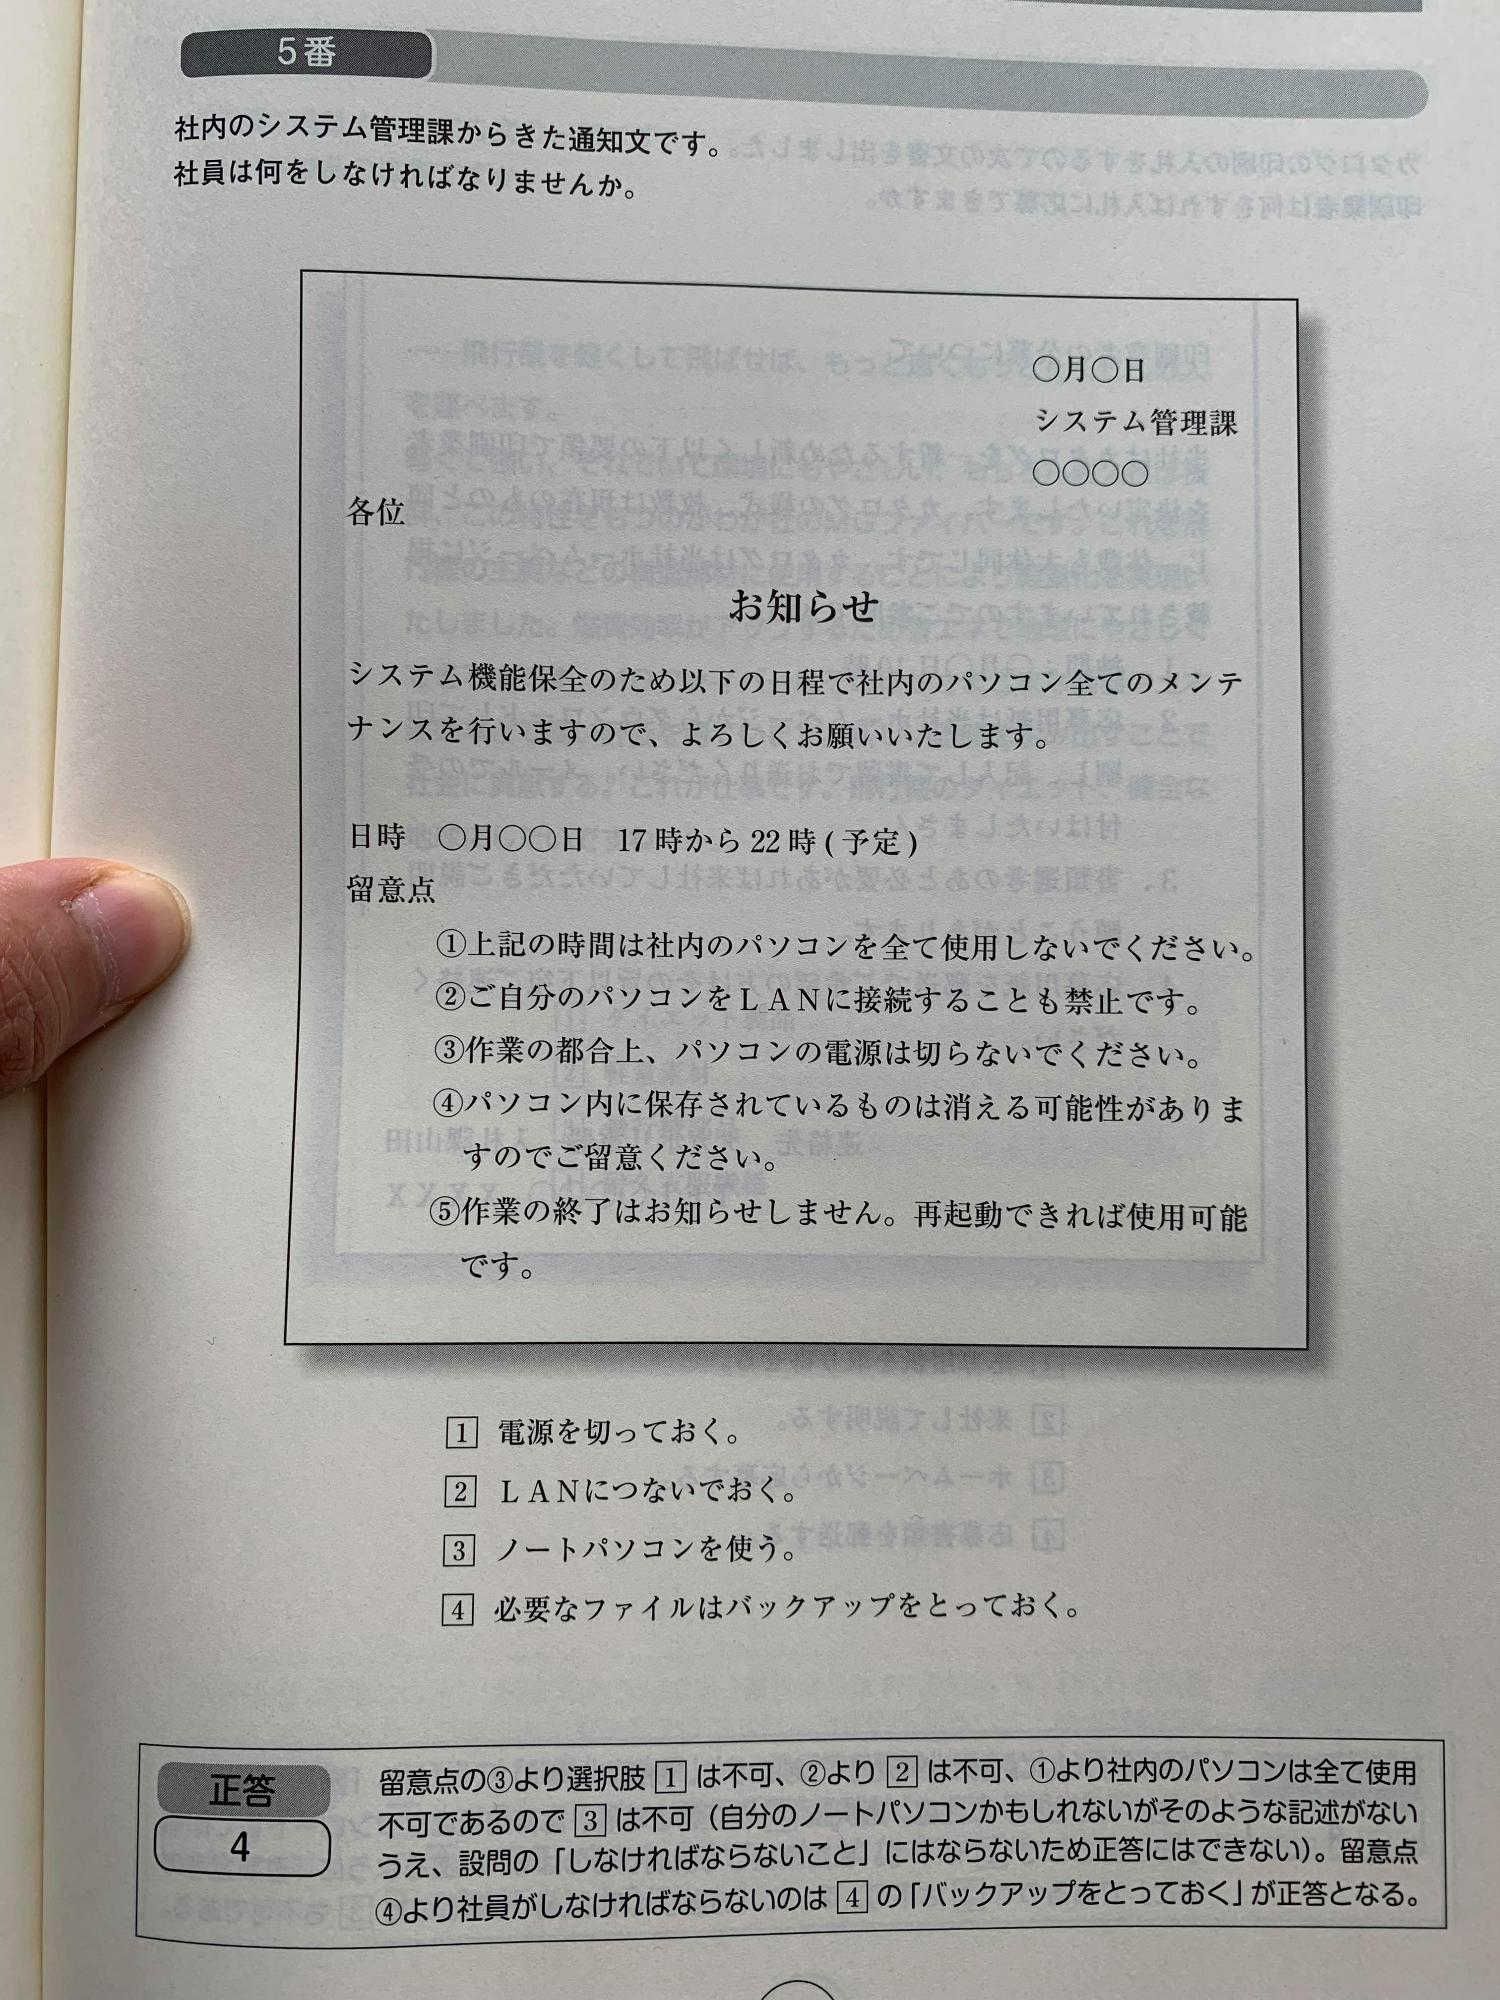 5番
社内のシステム管理課からきた通知文です。
社員は何をしなければなりませんか。
〇月〇日
システム管理課
〇〇〇〇
各位
お知らせ
システム機能保全のため以下の日程で社内のパソコン全てのメンテ
ナンスを行いますので、よろしくお願いいたします。
日時　〇月〇〇日　17時から22時(予定)
留意点
①上記の時間は社内のパソコンを全て使用しないでください。
②ご自分のパソコンをＬＡＮに接続することも禁止です。
③作業の都合上、パソコンの電源は切らないでください。
④パソコン内に保存されているものは消える可能性がありま
すのでご留意ください。
⑤作業の終了はお知らせしません。再起動できれば使用可能
です。
1 電源を切っておく。
2 ＬＡＮにつないでおく。
3 ノートパソコンを使う。
4 必要なファイルはバックアップをとっておく。
正答
4
留意点の③より選択肢 1 は不可、②より 2 は不可、①より社内のパソコンは全て使用
不可であるので 3 は不可（自分のノートパソコンかもしれないがそのような記述がない
うえ、設問の「しなければならないこと」にはならないため正答にはできない）。留意点
④より社員がしなければならないのは 4 の「バックアップをとっておく」が正答となる。